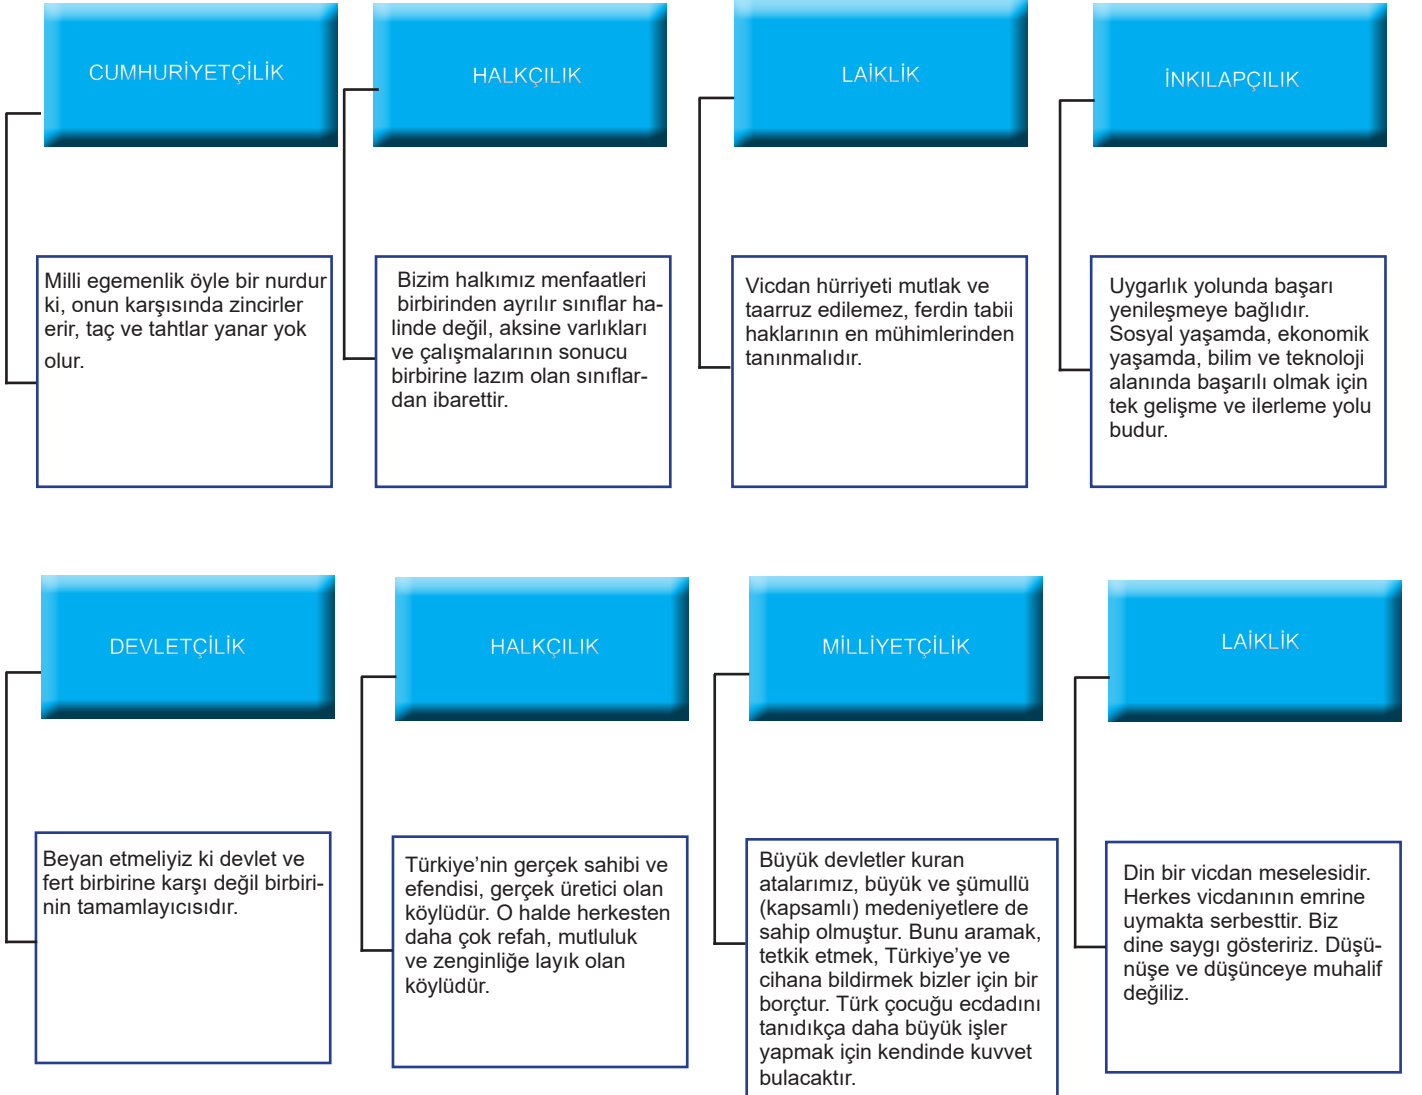 CUMHURİYETÇİLİK
Milli egemenlik öyle bir nurdur
ki, onun karşısında zincirler
erir, taç ve tahtlar yanar yok
olur.
HALKÇILIK
Bizim halkımız menfaatleri
birbirinden ayrılır sınıflar ha-
linde değil, aksine varlıkları
ve çalışmalarının sonucu
birbirine lazım olan sınıflar-
dan ibarettir.
LAİKLİK
Vicdan hürriyeti mutlak ve
taarruz edilemez, ferdin tabii
haklarının en mühimlerinden
tanınmalıdır.
İNKILAPÇILIK
Uygarlık yolunda başarı
yenileşmeye bağlıdır.
Sosyal yaşamda, ekonomik
yaşamda, bilim ve teknoloji
alanında başarılı olmak için
tek gelişme ve ilerleme yolu
budur.
DEVLETÇİLİK
Beyan etmeliyiz ki devlet ve
fert birbirine karşı değil birbiri-
nin tamamlayıcısıdır.
HALKÇILIK
Türkiye’nin gerçek sahibi ve
efendisi, gerçek üretici olan
köylüdür. O halde herkesten
daha çok refah, mutluluk
ve zenginliğe layık olan
köylüdür.
MİLLİYETÇİLİK
Büyük devletler kuran
atalarımız, büyük ve şümullü
(kapsamlı) medeniyetlere de
sahip olmuştur. Bunu aramak,
tetkik etmek, Türkiye’ye ve
cihana bildirmek bizler için bir
borçtur. Türk çocuğu ecdadını
tanıdıkça daha büyük işler
yapmak için kendinde kuvvet
bulacaktır.
LAİKLİK
Din bir vicdan meselesidir.
Herkes vicdanının emrine
uymakta serbesttir. Biz
dine saygı gösteririz. Düşü-
nüşe ve düşünceye muhalif
değiliz.